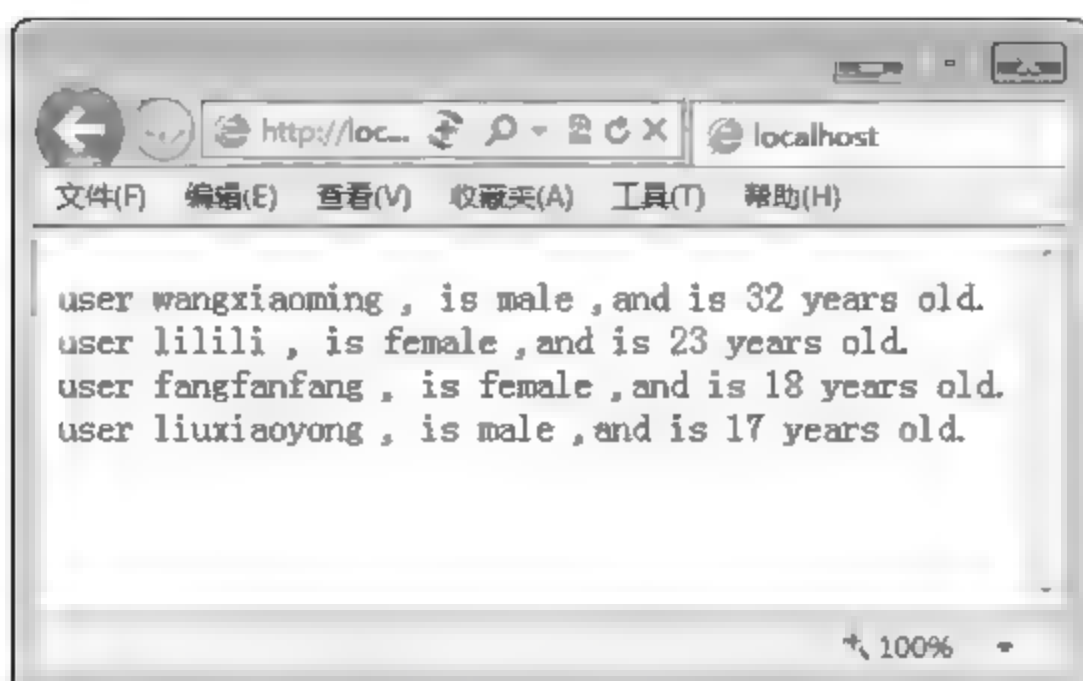 http://loc...
localhost
文件(F) 编辑(E) 查看(V) 收藏夹(A) 工具(T) 帮助(H)
user wangxiaoming , is male ,and is 32 years old.
user lilili , is female ,and is 23 years old.
user fangfanfang , is female ,and is 18 years old.
user liuxiaoyong , is male ,and is 17 years old.
100%